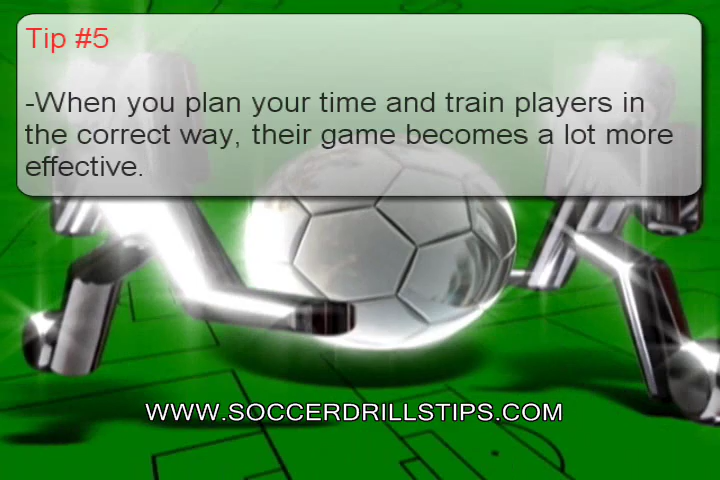 Tip #5
-When you plan your time and train players in
the correct way, their game becomes a lot more
effective.
WWW.SOCCERDRILLSTIPS.COM